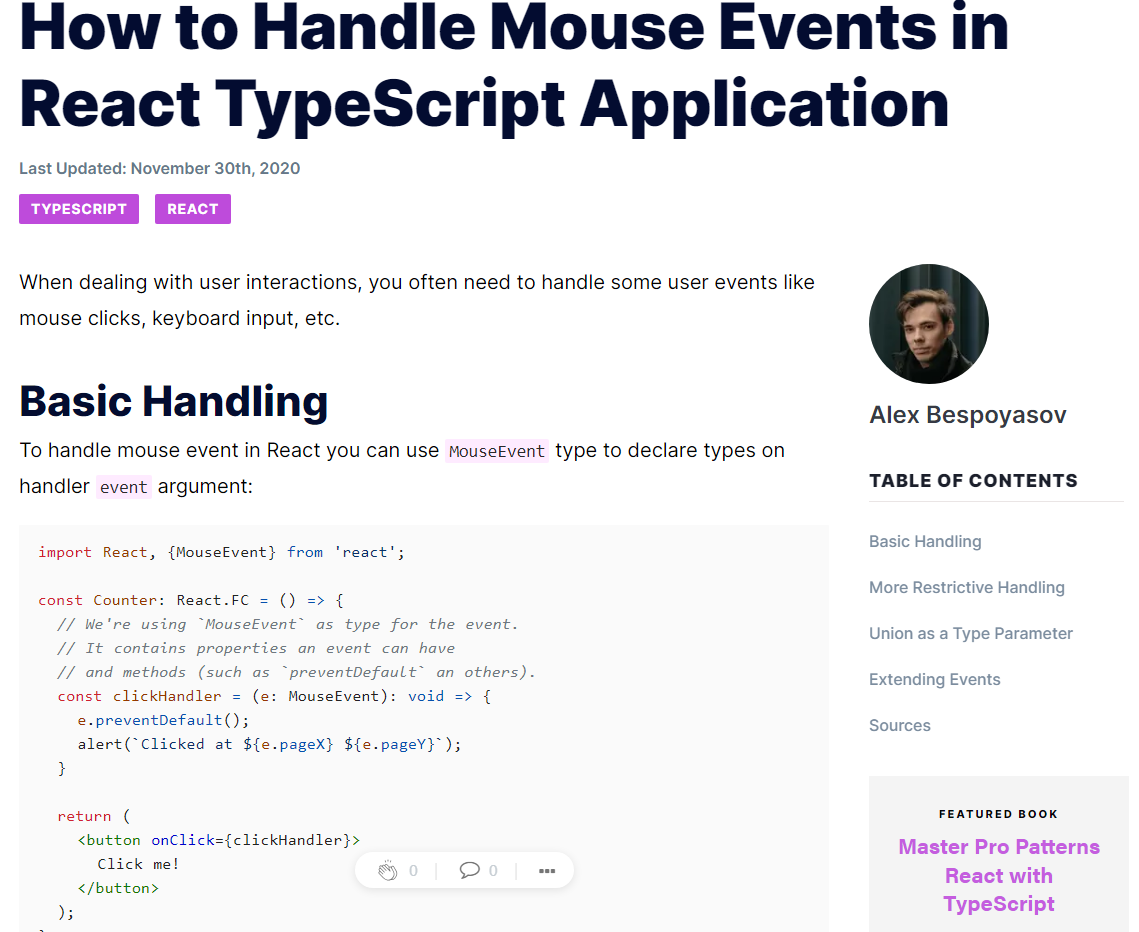 How to Handle Mouse Events in
React TypeScript Application
Last Updated: November 30th, 2020
TYPESCRIPT REACT
When dealing with user interactions, you often need to handle some user events like
mouse clicks, keyboard input, etc.
Basic Handling
To handle mouse event in React you can use MouseEvent type to declare types on
handler event argument:
import React, {MouseEvent} from 'react';
const Counter: React.FC = () => {
// We're using `MouseEvent` as type for the event.
// It contains properties an event can have
// and methods (such as `preventDefault` an others).
const clickHandler = (e: MouseEvent): void => {
e.preventDefault();
alert(`Clicked at ${e.pageX} ${e.pageY}`);
}
return (
<button onClick={clickHandler}>
Click me!
</button>
);
0 0
Alex Bespoyasov
TABLE OF CONTENTS
Basic Handling
More Restrictive Handling
Union as a Type Parameter
Extending Events
Sources
FEATURED BOOK
Master Pro Patterns
React with
TypeScript